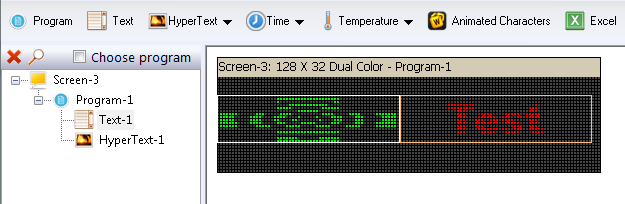 Program Text HyperText Time Temperature Animated Characters Excel
Choose program
Screen-3
Program-1
Text-1
HyperText-1
Screen-3: 128 X 32 Dual Color - Program-1
Test